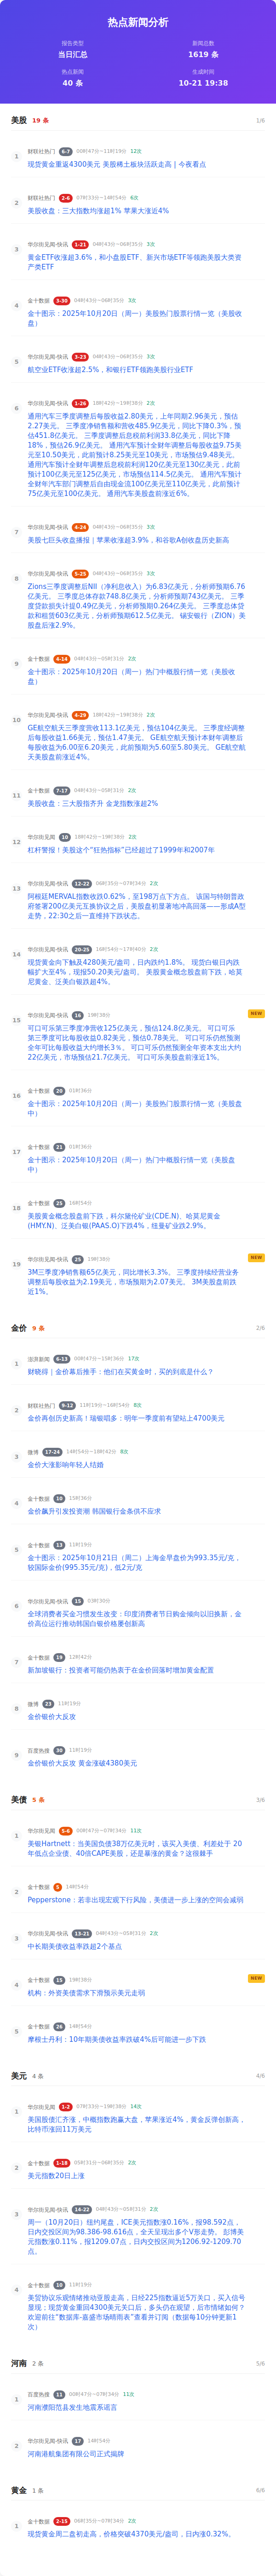 热点新闻分析
报告类型
当日汇总
新闻总数
1619 条
热点新闻
40 条
生成时间
10-21 19:38
美股 19 条 1/6
1
财联社热门 6-7 00时47分~11时19分 12次
现货黄金重返4300美元 美股稀土板块活跃走高 | 今夜看点
2
财联社热门 2-6 07时33分~14时54分 6次
美股收盘：三大指数均涨超1% 苹果大涨近4%
3
华尔街见闻-快讯 1-21 04时43分~06时35分 3次
黄金ETF收涨超3.6%，和小盘股ETF、新兴市场ETF等领跑美股大类资
产类ETF
4
金十数据 3-30 04时43分~06时35分 3次
金十图示：2025年10月20日（周一）美股热门股票行情一览（美股收
盘）
5
华尔街见闻-快讯 3-23 04时43分~06时35分 3次
航空业ETF收涨超2.5%，和银行ETF领跑美股行业ETF
6
华尔街见闻-快讯 1-26 18时42分~19时38分 2次
通用汽车三季度调整后每股收益2.80美元，上年同期2.96美元，预估
2.27美元。 三季度净销售额和营收485.9亿美元，同比下降0.3%，预
估451.8亿美元。 三季度调整后息税前利润33.8亿美元，同比下降
18%，预估26.9亿美元。 通用汽车预计全年调整后每股收益9.75美
元至10.50美元，此前预计8.25美元至10美元，市场预估9.48美元。
通用汽车预计全年调整后息税前利润120亿美元至130亿美元，此前
预计100亿美元至125亿美元，市场预估114.5亿美元。 通用汽车预计
全年汽车部门调整后自由现金流100亿美元至110亿美元，此前预计
75亿美元至100亿美元。 通用汽车美股盘前涨近6%。
7
华尔街见闻-快讯 4-24 04时43分~06时35分 3次
美股七巨头收盘播报｜苹果收涨超3.9%，和谷歌A创收盘历史新高
8
华尔街见闻-快讯 5-25 04时43分~06时35分 3次
Zions三季度调整后NII（净利息收入）为6.83亿美元，分析师预期6.76
亿美元。 三季度总体存款748.8亿美元，分析师预期743亿美元。 三季
度贷款损失计提0.49亿美元，分析师预期0.264亿美元。 三季度总体贷
款和租赁603亿美元，分析师预期612.5亿美元。 锡安银行（ZION）美
股盘后涨2.9%。
9
金十数据 4-14 04时43分~05时31分 2次
金十图示：2025年10月20日（周一）热门中概股行情一览（美股收
盘）
10
华尔街见闻-快讯 4-20 18时42分~19时38分 2次
GE航空航天三季度营收113.1亿美元，预估104亿美元。 三季度经调整
后每股收益1.66美元，预估1.47美元。 GE航空航天预计本财年调整后
每股收益为6.00至6.20美元，此前预期为5.60至5.80美元。 GE航空航
天美股盘前涨近4%。
11
金十数据 7-17 04时43分~05时31分 2次
美股收盘：三大股指齐升 金龙指数涨超2%
12
华尔街见闻 10 18时42分~19时38分 2次
杠杆警报！美股这个“狂热指标”已经超过了1999年和2007年
13
华尔街见闻-快讯 12-22 06时35分~07时34分 2次
阿根廷MERVAL指数收跌0.62%，至198万点下方点。 该国与特朗普政
府签署200亿美元互换协议之后，美股盘初显著地冲高回落——形成A型
走势，22:30之后一直维持下跌状态。
14
华尔街见闻-快讯 20-25 16时54分~17时40分 2次
现货黄金向下触及4280美元/盎司，日内跌约1.8%。 现货白银日内跌
幅扩大至4%，现报50.20美元/盎司。 美股黄金概念股盘前下跌，哈莫
尼黄金、泛美白银跌超4%。
15
华尔街见闻-快讯 16 19时38分 NEW
可口可乐第三季度净营收125亿美元，预估124.8亿美元。 可口可乐第
三季度可比每股收益0.82美元，预估0.78美元。 可口可乐仍然预测
全年可比每股收益大约增长3％。 可口可乐仍然预测全年资本支出大约
22亿美元，市场预估21.7亿美元。 可口可乐美股盘前涨近1%。
16
金十数据 20 01时36分
金十图示：2025年10月20日（周一）美股热门股票行情一览（美股盘
中）
17
金十数据 21 01时36分
金十图示：2025年10月20日（周一）热门中概股行情一览（美股盘
中）
18
金十数据 25 16时54分
美股黄金概念股盘前下跌，科尔黛伦矿业(CDE.N)、哈莫尼黄金
(HMY.N)、泛美白银(PAAS.O)下跌4%，纽曼矿业跌2.9%。
19
华尔街见闻-快讯 25 19时38分 NEW
3M三季度净销售额65亿美元，同比增长3.3%。 三季度持续经营业务
调整后每股收益为2.19美元，市场预估为2.07美元。 3M美股盘前跌
近1%。
金价 9 条 2/6
1
澎湃新闻 6-13 00时47分~15时36分 17次
财晓得｜金价幕后推手：他们在买黄金时，买的到底是什么？
2
财联社热门 9-12 11时19分~16时54分 8次
金价再创历史新高！瑞银唱多：明年一季度前有望站上4700美元
3
微博 17-24 14时54分~18时42分 8次
金价大涨影响年轻人结婚
4
金十数据 10 15时36分
金价飙升引发投资潮 韩国银行金条供不应求
5
金十数据 13 11时19分
金十图示：2025年10月21日（周二）上海金早盘价为993.35元/克，
较国际金价(995.35元/克)，低2元/克
6
华尔街见闻-快讯 15 03时30分
全球消费者买金习惯发生改变：印度消费者节日购金倾向以旧换新，金
价高位运行推动韩国白银价格屡创新高
7
金十数据 19 12时42分
新加坡银行：投资者可能仍热衷于在金价回落时增加黄金配置
8
微博 23 11时19分
金价银价大反攻
9
百度热搜 30 11时19分
金价银价大反攻 黄金涨破4380美元
美债 5 条 3/6
1
华尔街见闻 5-6 00时47分~07时34分 11次
美银Hartnett：当美国负债38万亿美元时，该买入美债、利差处于 20
年低点企业债、40倍CAPE美股，还是暴涨的黄金？这很棘手
2
金十数据 5 14时54分
Pepperstone：若非出现宏观下行风险，美债进一步上涨的空间会减弱
3
华尔街见闻-快讯 13-21 04时43分~05时31分 2次
中长期美债收益率跌超2个基点
4
金十数据 15 19时38分 NEW
机构：外资美债需求下滑预示美元走弱
5
金十数据 26 14时54分
摩根士丹利：10年期美债收益率跌破4%后可能进一步下跌
美元 4 条 4/6
1
华尔街见闻 1-2 07时33分~19时38分 14次
美国股债汇齐涨，中概指数跑赢大盘，苹果涨近4%，黄金反弹创新高，
比特币涨回11万美元
2
金十数据 1-18 05时31分~06时35分 2次
美元指数20日上涨
3
华尔街见闻-快讯 14-22 04时43分~05时31分 2次
周一（10月20日）纽约尾盘，ICE美元指数涨0.16%，报98.592点，
日内交投区间为98.386-98.616点，全天呈现出多个V形走势。 彭博美
元指数涨0.11%，报1209.07点，日内交投区间为1206.92-1209.70
点。
4
金十数据 10 11时19分
美贸协议乐观情绪推动亚股走高，日经225指数逼近5万关口，买入信号
显现；现货黄金重回4300美元关口后，多头仍在观望，后市情绪如何？
欢迎前往“数据库-嘉盛市场晴雨表”查看并订阅（数据每10分钟更新1
次）
河南 2 条 5/6
1
百度热搜 11 00时47分~07时34分 11次
河南濮阳范县发生地震系谣言
2
华尔街见闻-快讯 17 14时54分
河南港航集团有限公司正式揭牌
黄金 1 条 6/6
1
金十数据 2-15 06时35分~07时34分 2次
现货黄金周二盘初走高，价格突破4370美元/盎司，日内涨0.32%。